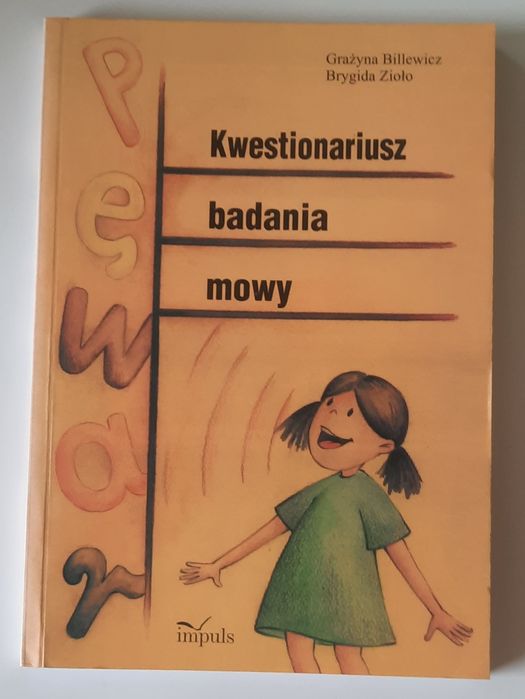 Grażyna Billewicz
Brygida Zioło
Kwestionariusz
badania
mowy
p
ę
w
a
r
impuls